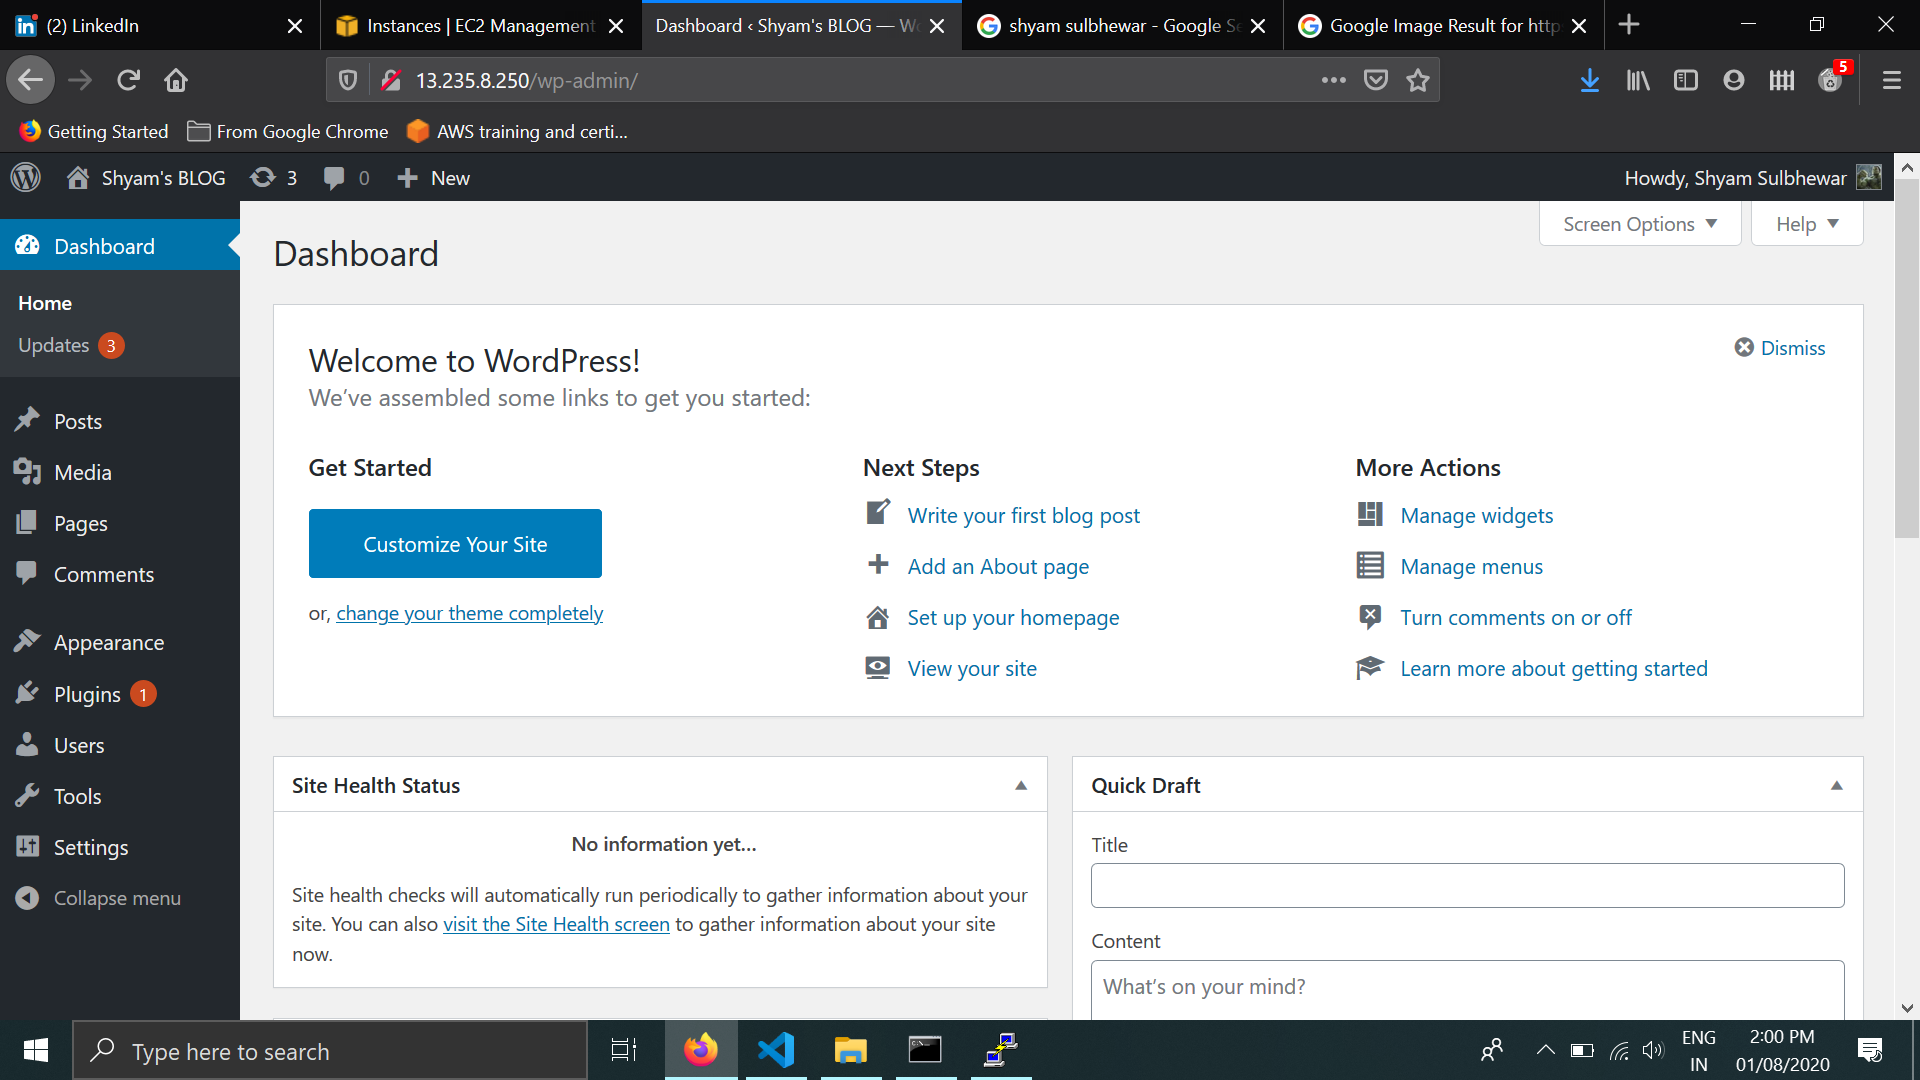 (2) LinkedIn
Instances | EC2 Management
Dashboard ‹ Shyam's BLOG — Wo
shyam sulbhewar - Google Se
Google Image Result for http
13.235.8.250/wp-admin/
5
Getting Started
From Google Chrome
AWS training and certi...
Shyam's BLOG
3
0
New
Howdy, Shyam Sulbhewar
Dashboard
Home
Updates 3
Posts
Media
Pages
Comments
Appearance
Plugins 1
Users
Tools
Settings
Collapse menu
Screen Options
Help
Dashboard
Welcome to WordPress!
We’ve assembled some links to get you started:
Dismiss
Get Started
Customize Your Site
or, change your theme completely
Next Steps
Write your first blog post
Add an About page
Set up your homepage
View your site
More Actions
Manage widgets
Manage menus
Turn comments on or off
Learn more about getting started
Site Health Status
No information yet…
Site health checks will automatically run periodically to gather information about your
site. You can also visit the Site Health screen to gather information about your site
now.
Quick Draft
Title
Content
What’s on your mind?
Type here to search
ENG
IN
2:00 PM
01/08/2020